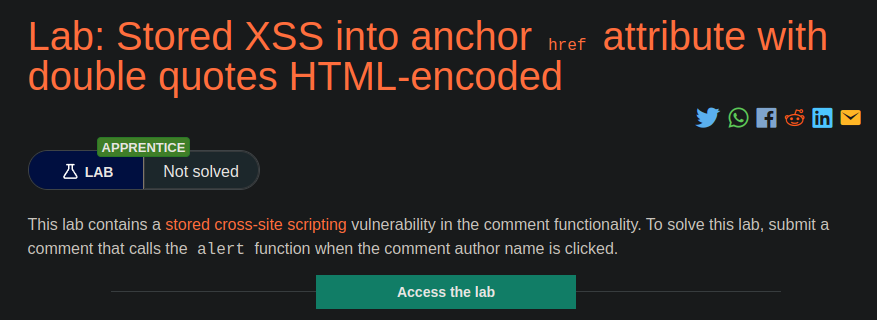 Lab: Stored XSS into anchor href attribute with
double quotes HTML-encoded
APPRENTICE
LAB Not solved
This lab contains a stored cross-site scripting vulnerability in the comment functionality. To solve this lab, submit a
comment that calls the alert function when the comment author name is clicked.
Access the lab